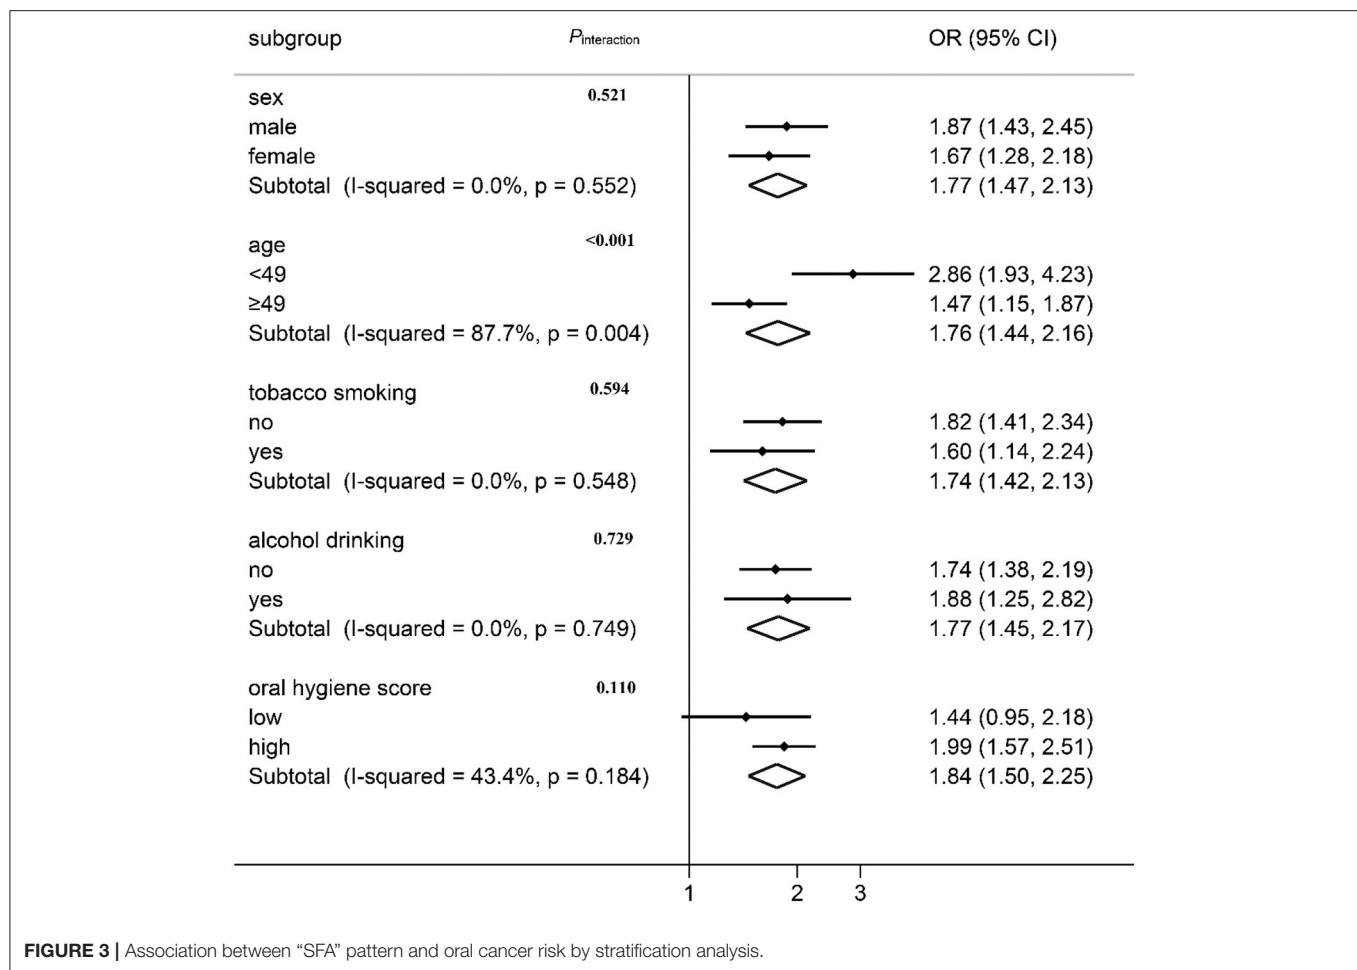 subgroup Pinteraction OR (95% CI)
sex 0.521
male 1.87 (1.43, 2.45)
female 1.67 (1.28, 2.18)
Subtotal (I-squared = 0.0%, p = 0.552) 1.77 (1.47, 2.13)
age <0.001
<49 2.86 (1.93, 4.23)
≥49 1.47 (1.15, 1.87)
Subtotal (I-squared = 87.7%, p = 0.004) 1.76 (1.44, 2.16)
tobacco smoking 0.594
no 1.82 (1.41, 2.34)
yes 1.60 (1.14, 2.24)
Subtotal (I-squared = 0.0%, p = 0.548) 1.74 (1.42, 2.13)
alcohol drinking 0.729
no 1.74 (1.38, 2.19)
yes 1.88 (1.25, 2.82)
Subtotal (I-squared = 0.0%, p = 0.749) 1.77 (1.45, 2.17)
oral hygiene score 0.110
low 1.44 (0.95, 2.18)
high 1.99 (1.57, 2.51)
Subtotal (I-squared = 43.4%, p = 0.184) 1.84 (1.50, 2.25)
1 2 3
FIGURE 3 | Association between “SFA” pattern and oral cancer risk by stratification analysis.